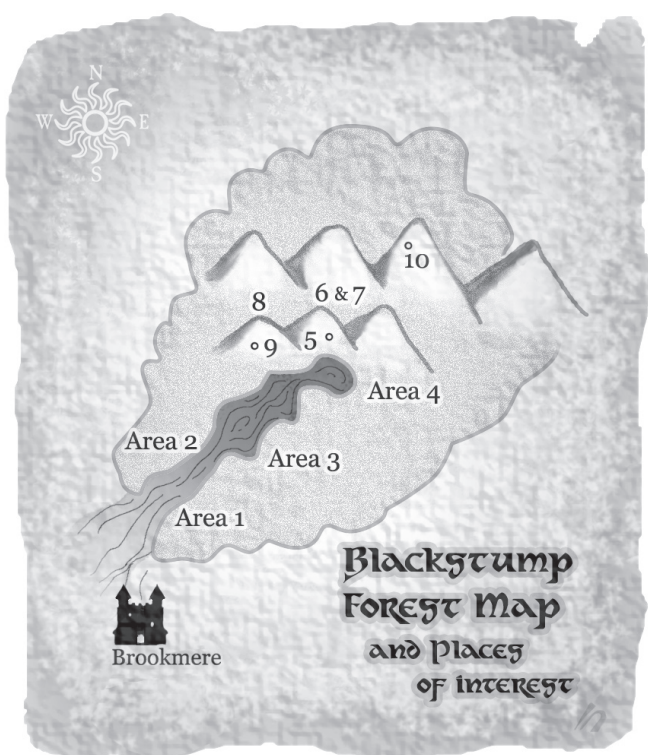 N
W E
S
10
6 & 7
8
5
9
Area 4
Area 2
Area 3
Area 1
Blackstump
Forest Map
and Places
of interest
Brookmere